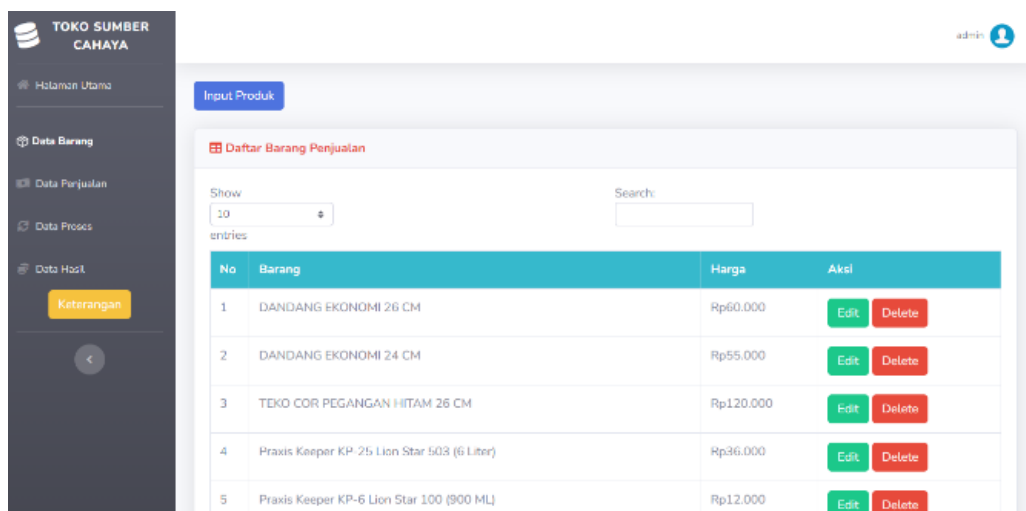 TOKO SUMBER
CAHAYA
admin
Halaman Utama
Input Produk
Data Barang
Daftar Barang Penjualan
Data Penjualan
Show
10
entries
Search:
Data Proses
Data Hasil
Keterangan
No Barang Harga Aksi
1 DANDANG EKONOMI 26 CM Rp60.000 Edit Delete
2 DANDANG EKONOMI 24 CM Rp55.000 Edit Delete
3 TEKO COR PEGANGAN HITAM 26 CM Rp120.000 Edit Delete
4 Praxis Keeper KP-25 Lion Star 503 (6 Liter) Rp36.000 Edit Delete
5 Praxis Keeper KP-6 Lion Star 100 (900 ML) Rp12.000 Edit Delete